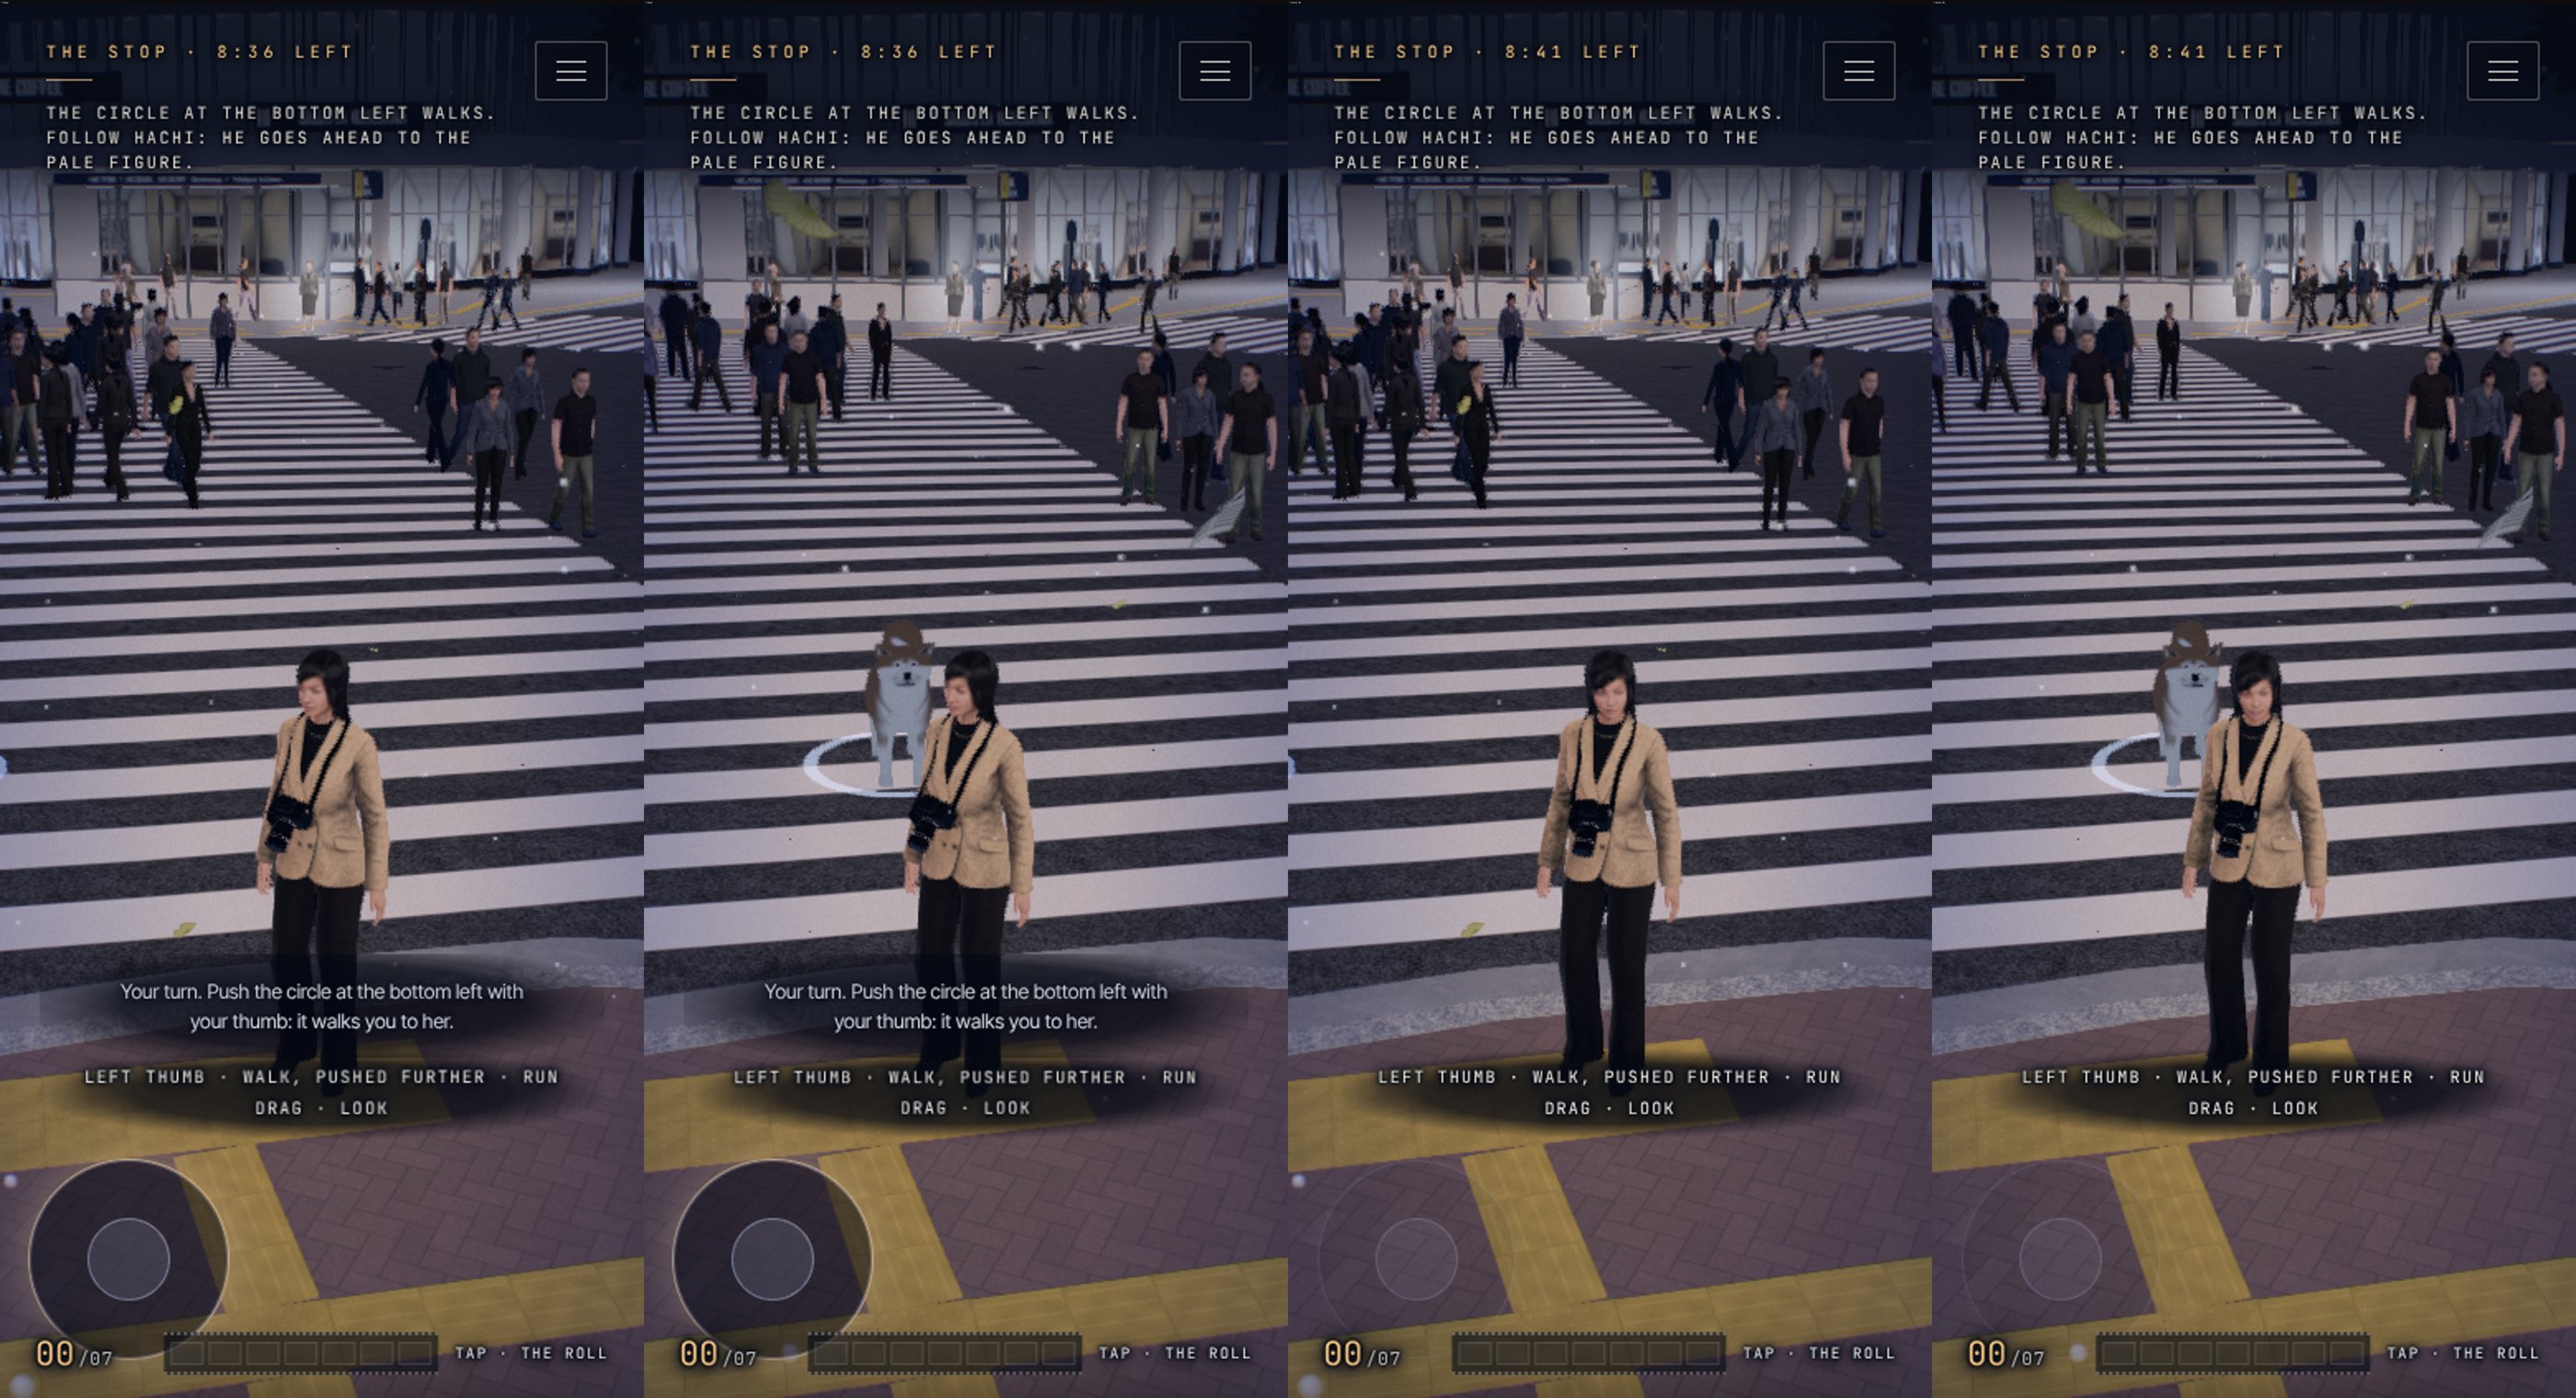 THE STOP · 8:36 LEFT
THE CIRCLE AT THE BOTTOM LEFT WALKS.
FOLLOW HACHI: HE GOES AHEAD TO THE
PALE FIGURE.
COFFEE
Your turn. Push the circle at the bottom left with
your thumb: it walks you to her.
LEFT THUMB · WALK, PUSHED FURTHER · RUN
DRAG · LOOK
00/07
TAP · THE ROLL
THE STOP · 8:36 LEFT
THE CIRCLE AT THE BOTTOM LEFT WALKS.
FOLLOW HACHI: HE GOES AHEAD TO THE
PALE FIGURE.
COFFEE
Your turn. Push the circle at the bottom left with
your thumb: it walks you to her.
LEFT THUMB · WALK, PUSHED FURTHER · RUN
DRAG · LOOK
00/07
TAP · THE ROLL
THE STOP · 8:41 LEFT
THE CIRCLE AT THE BOTTOM LEFT WALKS.
FOLLOW HACHI: HE GOES AHEAD TO THE
PALE FIGURE.
COFFEE
LEFT THUMB · WALK, PUSHED FURTHER · RUN
DRAG · LOOK
00/07
TAP · THE ROLL
THE STOP · 8:41 LEFT
THE CIRCLE AT THE BOTTOM LEFT WALKS.
FOLLOW HACHI: HE GOES AHEAD TO THE
PALE FIGURE.
COFFEE
LEFT THUMB · WALK, PUSHED FURTHER · RUN
DRAG · LOOK
00/07
TAP · THE ROLL